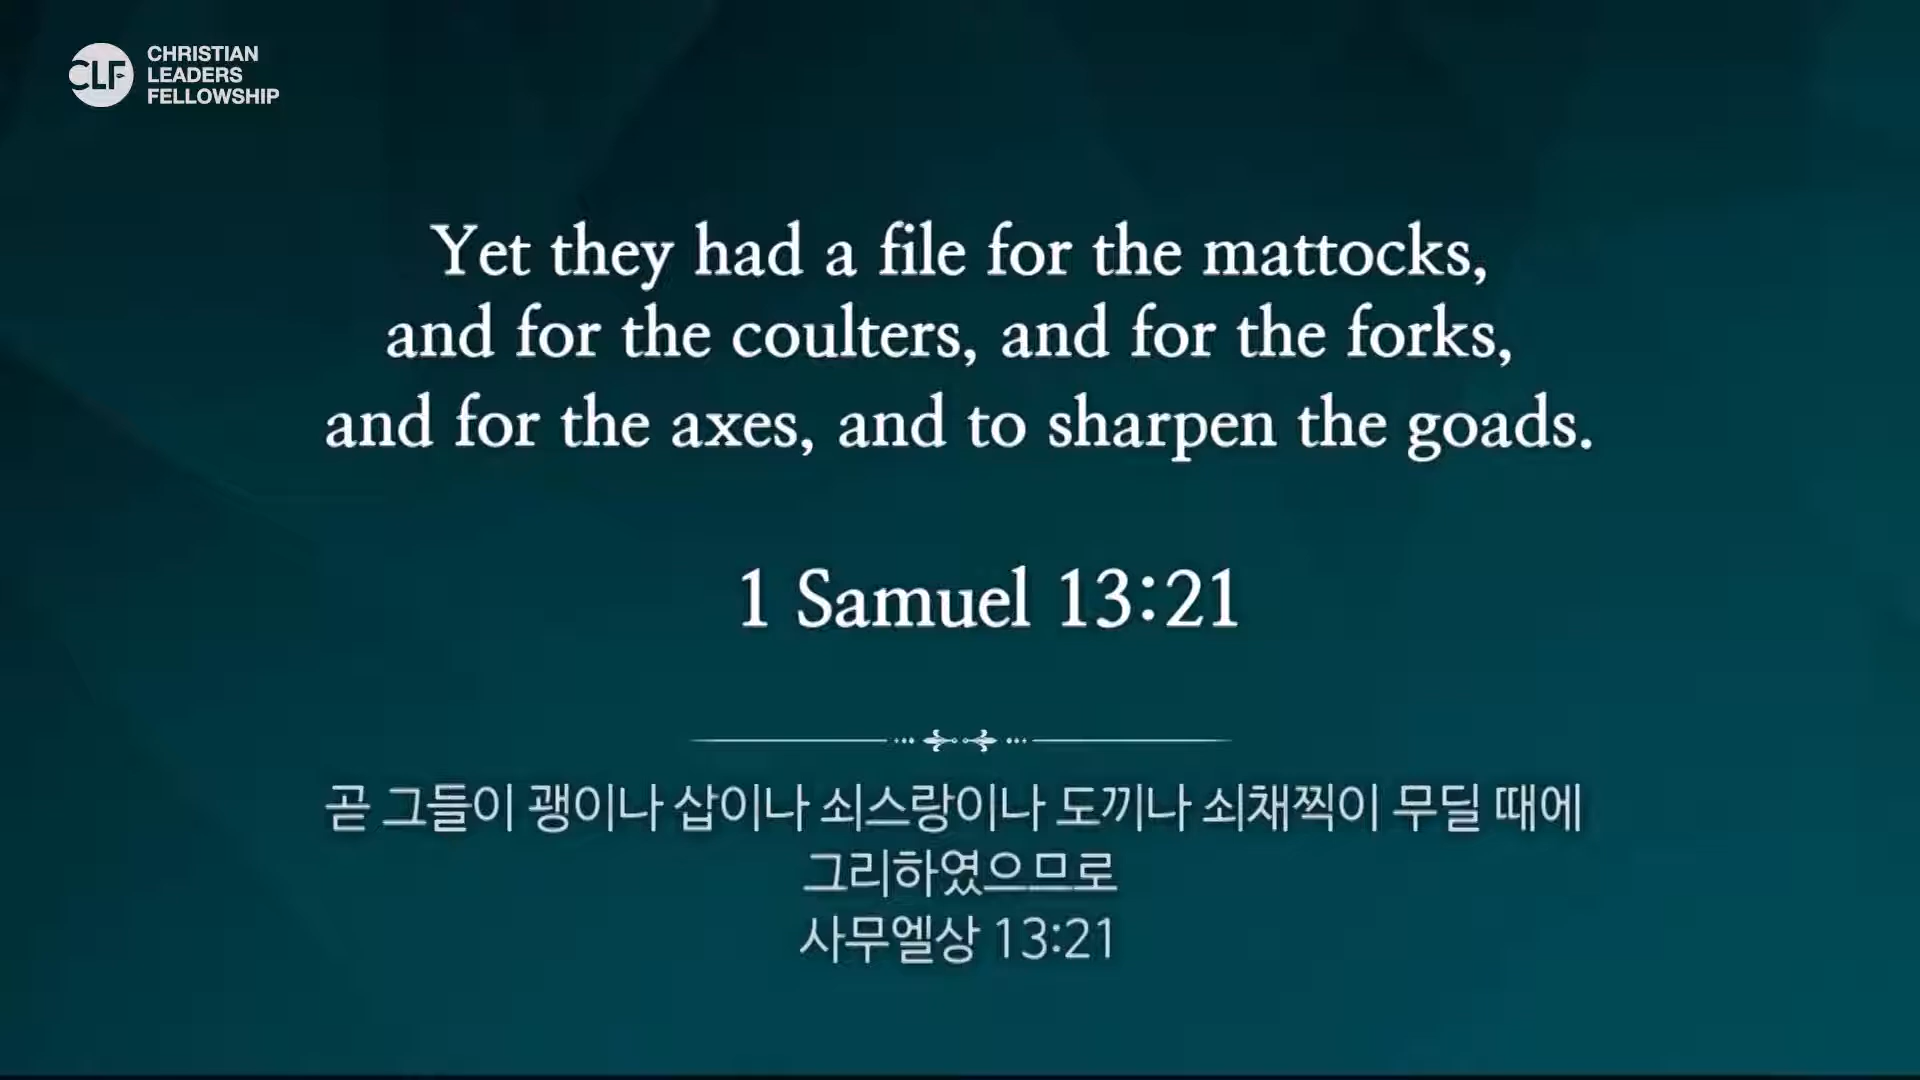 CHRISTIAN
LEADERS
FELLOWSHIP
CLF
Yet they had a file for the mattocks,
and for the coulters, and for the forks,
and for the axes, and to sharpen the goads.
1 Samuel 13:21
곧 그들이 괭이나 삽이나 쇠스랑이나 도끼나 쇠채찍이 무딜 때에
그리하였으므로
사무엘상 13:21